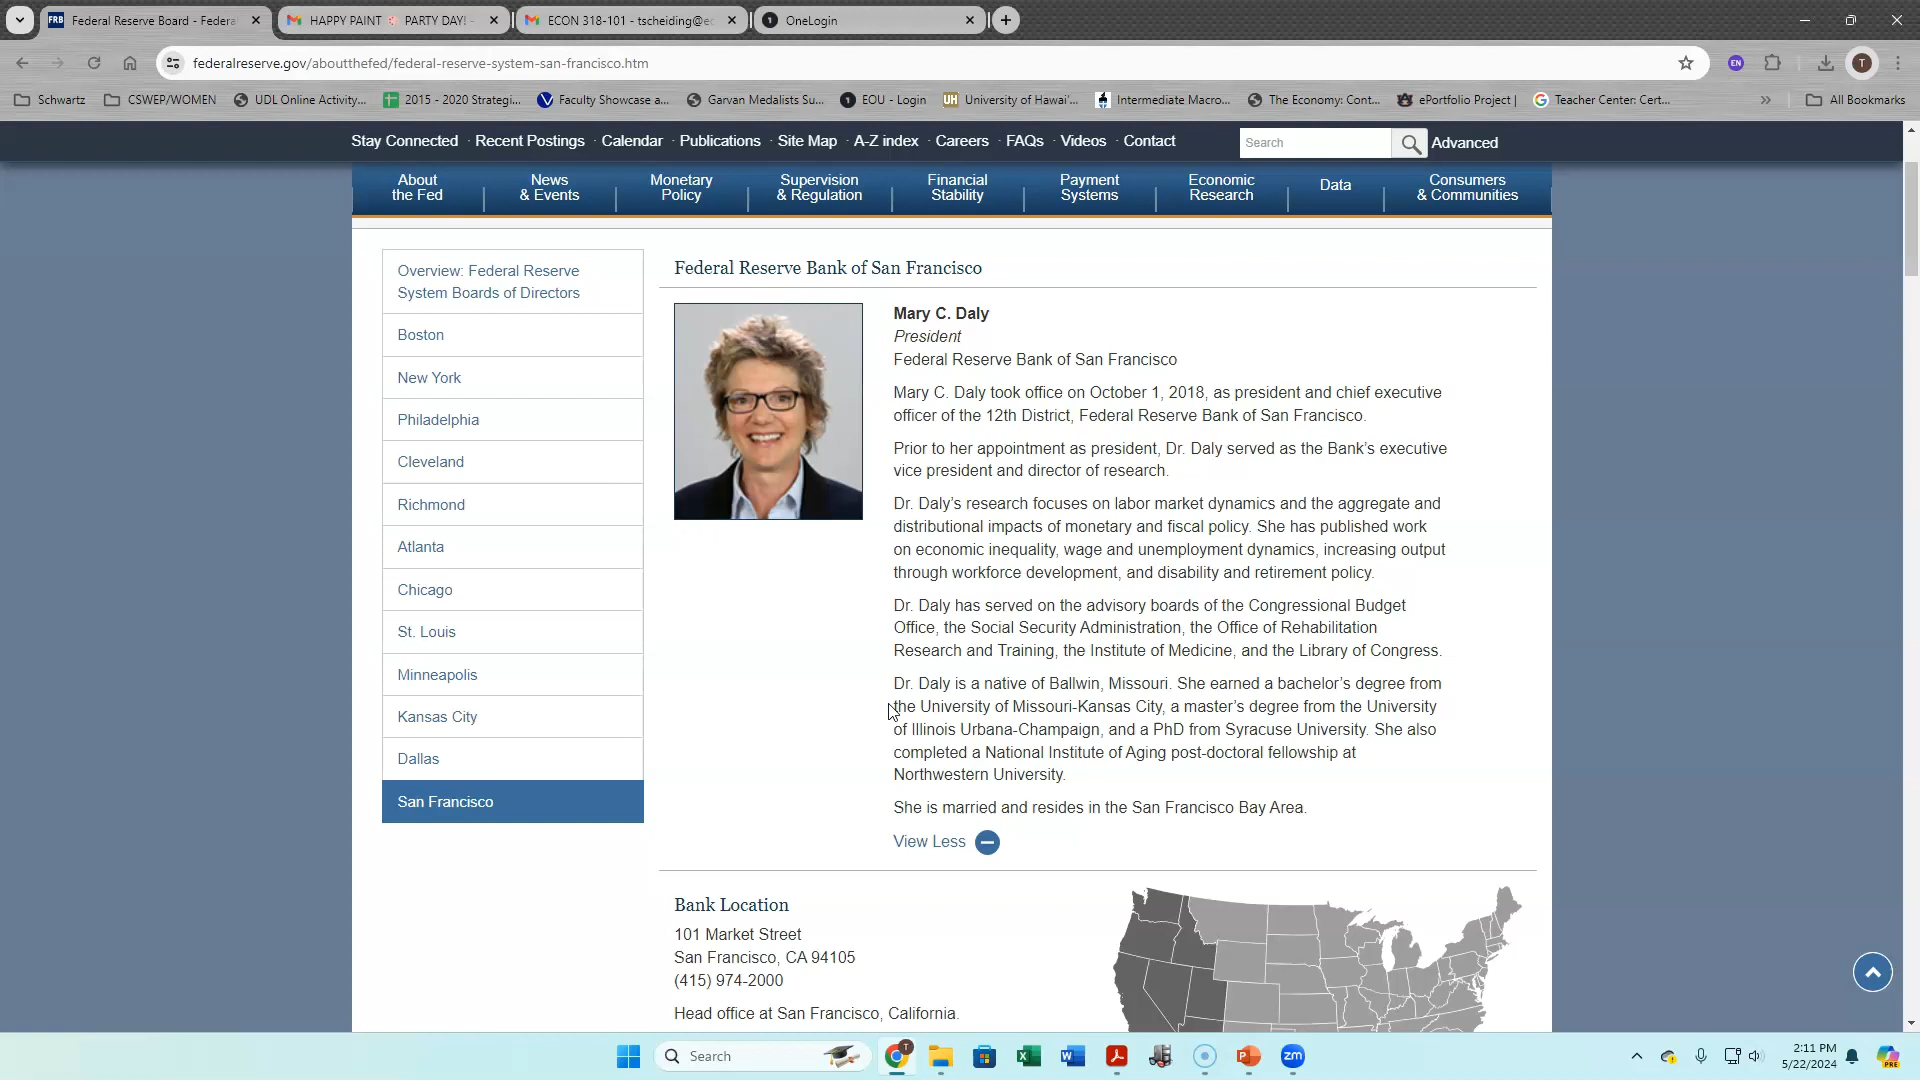 Federal Reserve Board - Federa
HAPPY PAINT PARTY DAY! -
ECON 318-101 - tscheiding@ec
OneLogin
federalreserve.gov/aboutthefed/federal-reserve-system-san-francisco.htm
EN
T
Schwartz
CSWEP/WOMEN
UDL Online Activity...
2015 - 2020 Strategi...
Faculty Showcase a...
Garvan Medalists Su...
EOU - Login
University of Hawai'...
Intermediate Macro...
The Economy: Cont...
ePortfolio Project |
Teacher Center: Cert...
All Bookmarks
Stay Connected · Recent Postings · Calendar · Publications · Site Map · A-Z index · Careers · FAQs · Videos · Contact
Search
Advanced
About
the Fed
News
& Events
Monetary
Policy
Supervision
& Regulation
Financial
Stability
Payment
Systems
Economic
Research
Data
Consumers
& Communities
Overview: Federal Reserve
System Boards of Directors
Boston
New York
Philadelphia
Cleveland
Richmond
Atlanta
Chicago
St. Louis
Minneapolis
Kansas City
Dallas
San Francisco
Federal Reserve Bank of San Francisco
Mary C. Daly
President
Federal Reserve Bank of San Francisco
Mary C. Daly took office on October 1, 2018, as president and chief executive
officer of the 12th District, Federal Reserve Bank of San Francisco.
Prior to her appointment as president, Dr. Daly served as the Bank’s executive
vice president and director of research.
Dr. Daly’s research focuses on labor market dynamics and the aggregate and
distributional impacts of monetary and fiscal policy. She has published work
on economic inequality, wage and unemployment dynamics, increasing output
through workforce development, and disability and retirement policy.
Dr. Daly has served on the advisory boards of the Congressional Budget
Office, the Social Security Administration, the Office of Rehabilitation
Research and Training, the Institute of Medicine, and the Library of Congress.
Dr. Daly is a native of Ballwin, Missouri. She earned a bachelor’s degree from
the University of Missouri-Kansas City, a master’s degree from the University
of Illinois Urbana-Champaign, and a PhD from Syracuse University. She also
completed a National Institute of Aging post-doctoral fellowship at
Northwestern University.
She is married and resides in the San Francisco Bay Area.
View Less
Bank Location
101 Market Street
San Francisco, CA 94105
(415) 974-2000
Head office at San Francisco, California.
Search
zm
2:11 PM
5/22/2024
PRE